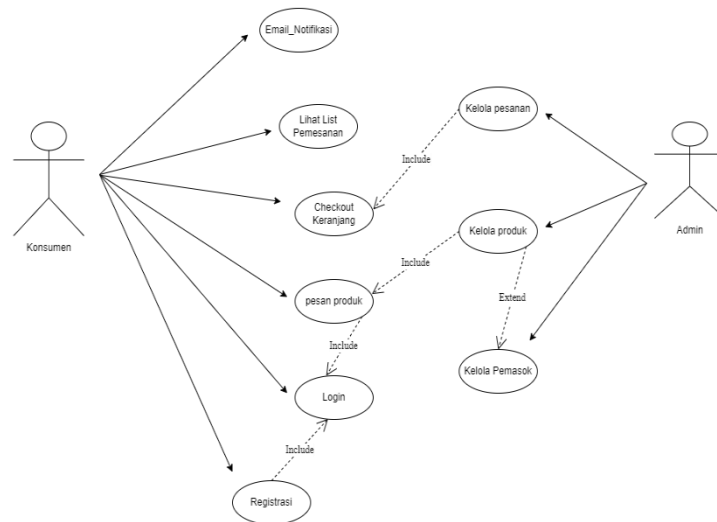 Email_Notifikasi
Lihat List
Pemesanan
Kelola pesanan
Include
Checkout
Keranjang
Konsumen
Admin
Kelola produk
Include
pesan produk
Extend
Include
Kelola Pemasok
Login
Include
Registrasi